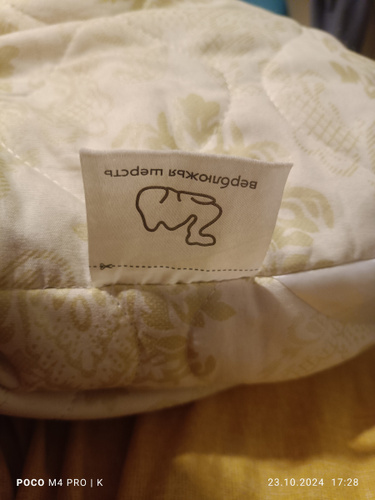 верблюжья шерсть
POCO M4 PRO | K
23.10.2024 17:28